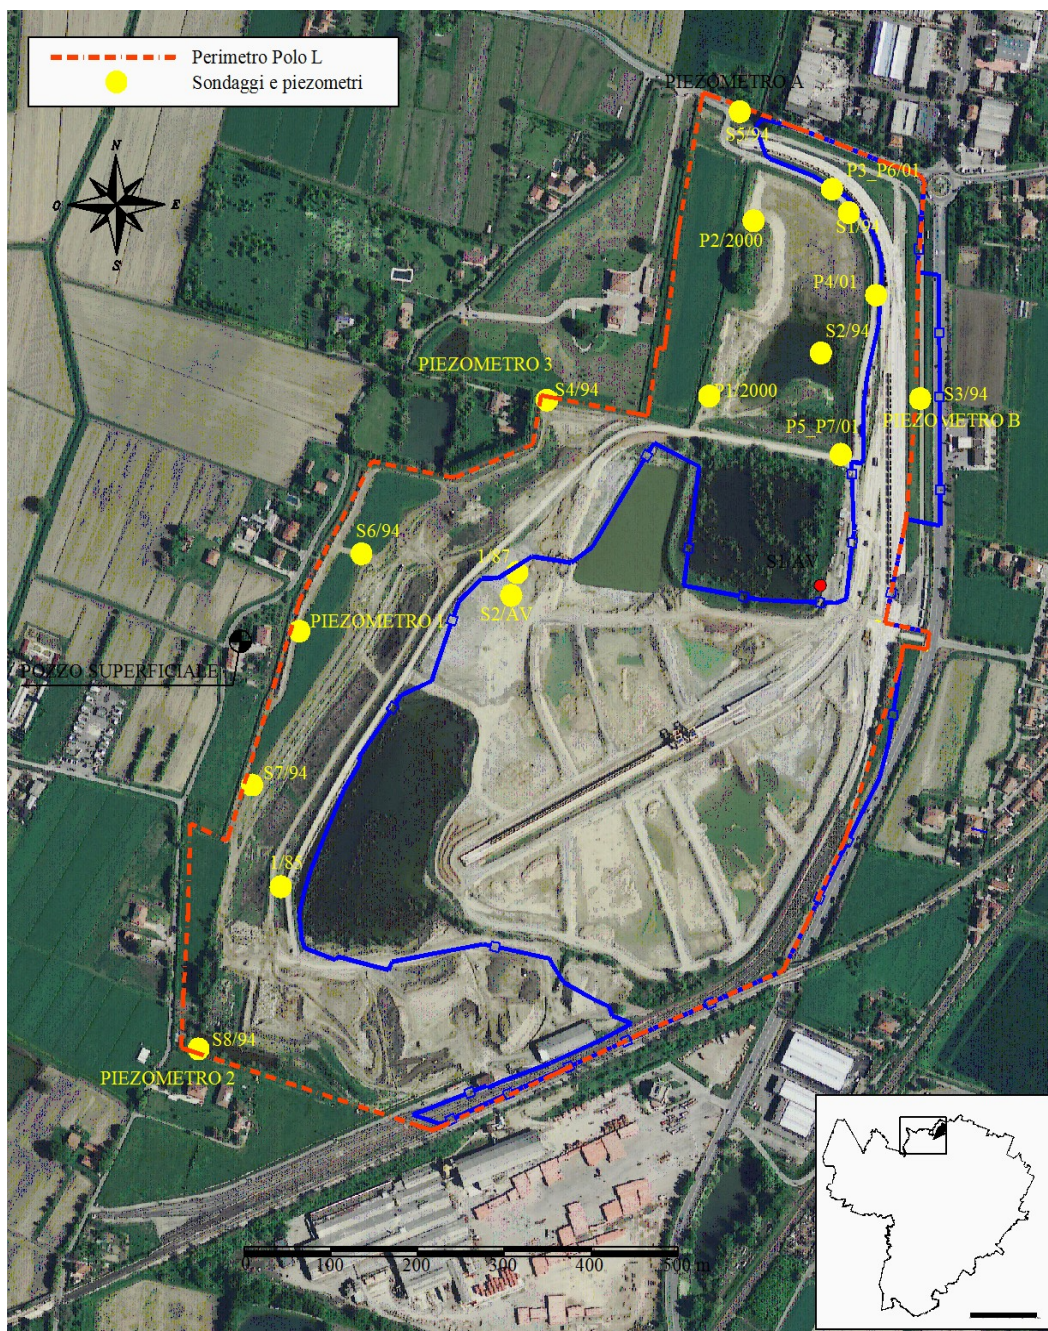 Perimetro Polo L
Sondaggi e piezometri
PIEZOMETRO A
S5/94
N
O
E
S
P3_P6/01
S1/94
P2/2000
P4/01
S2/94
PIEZOMETRO 3
S4/94
P1/2000
S3/94
PIEZOMETRO B
P5_P7/01
S6/94
1/87
S1/AV
S2/AV
PIEZOMETRO 1
POZZO SUPERFICIALE
S7/94
1/85
S8/94
PIEZOMETRO 2
0 100 200 300 400 500 m